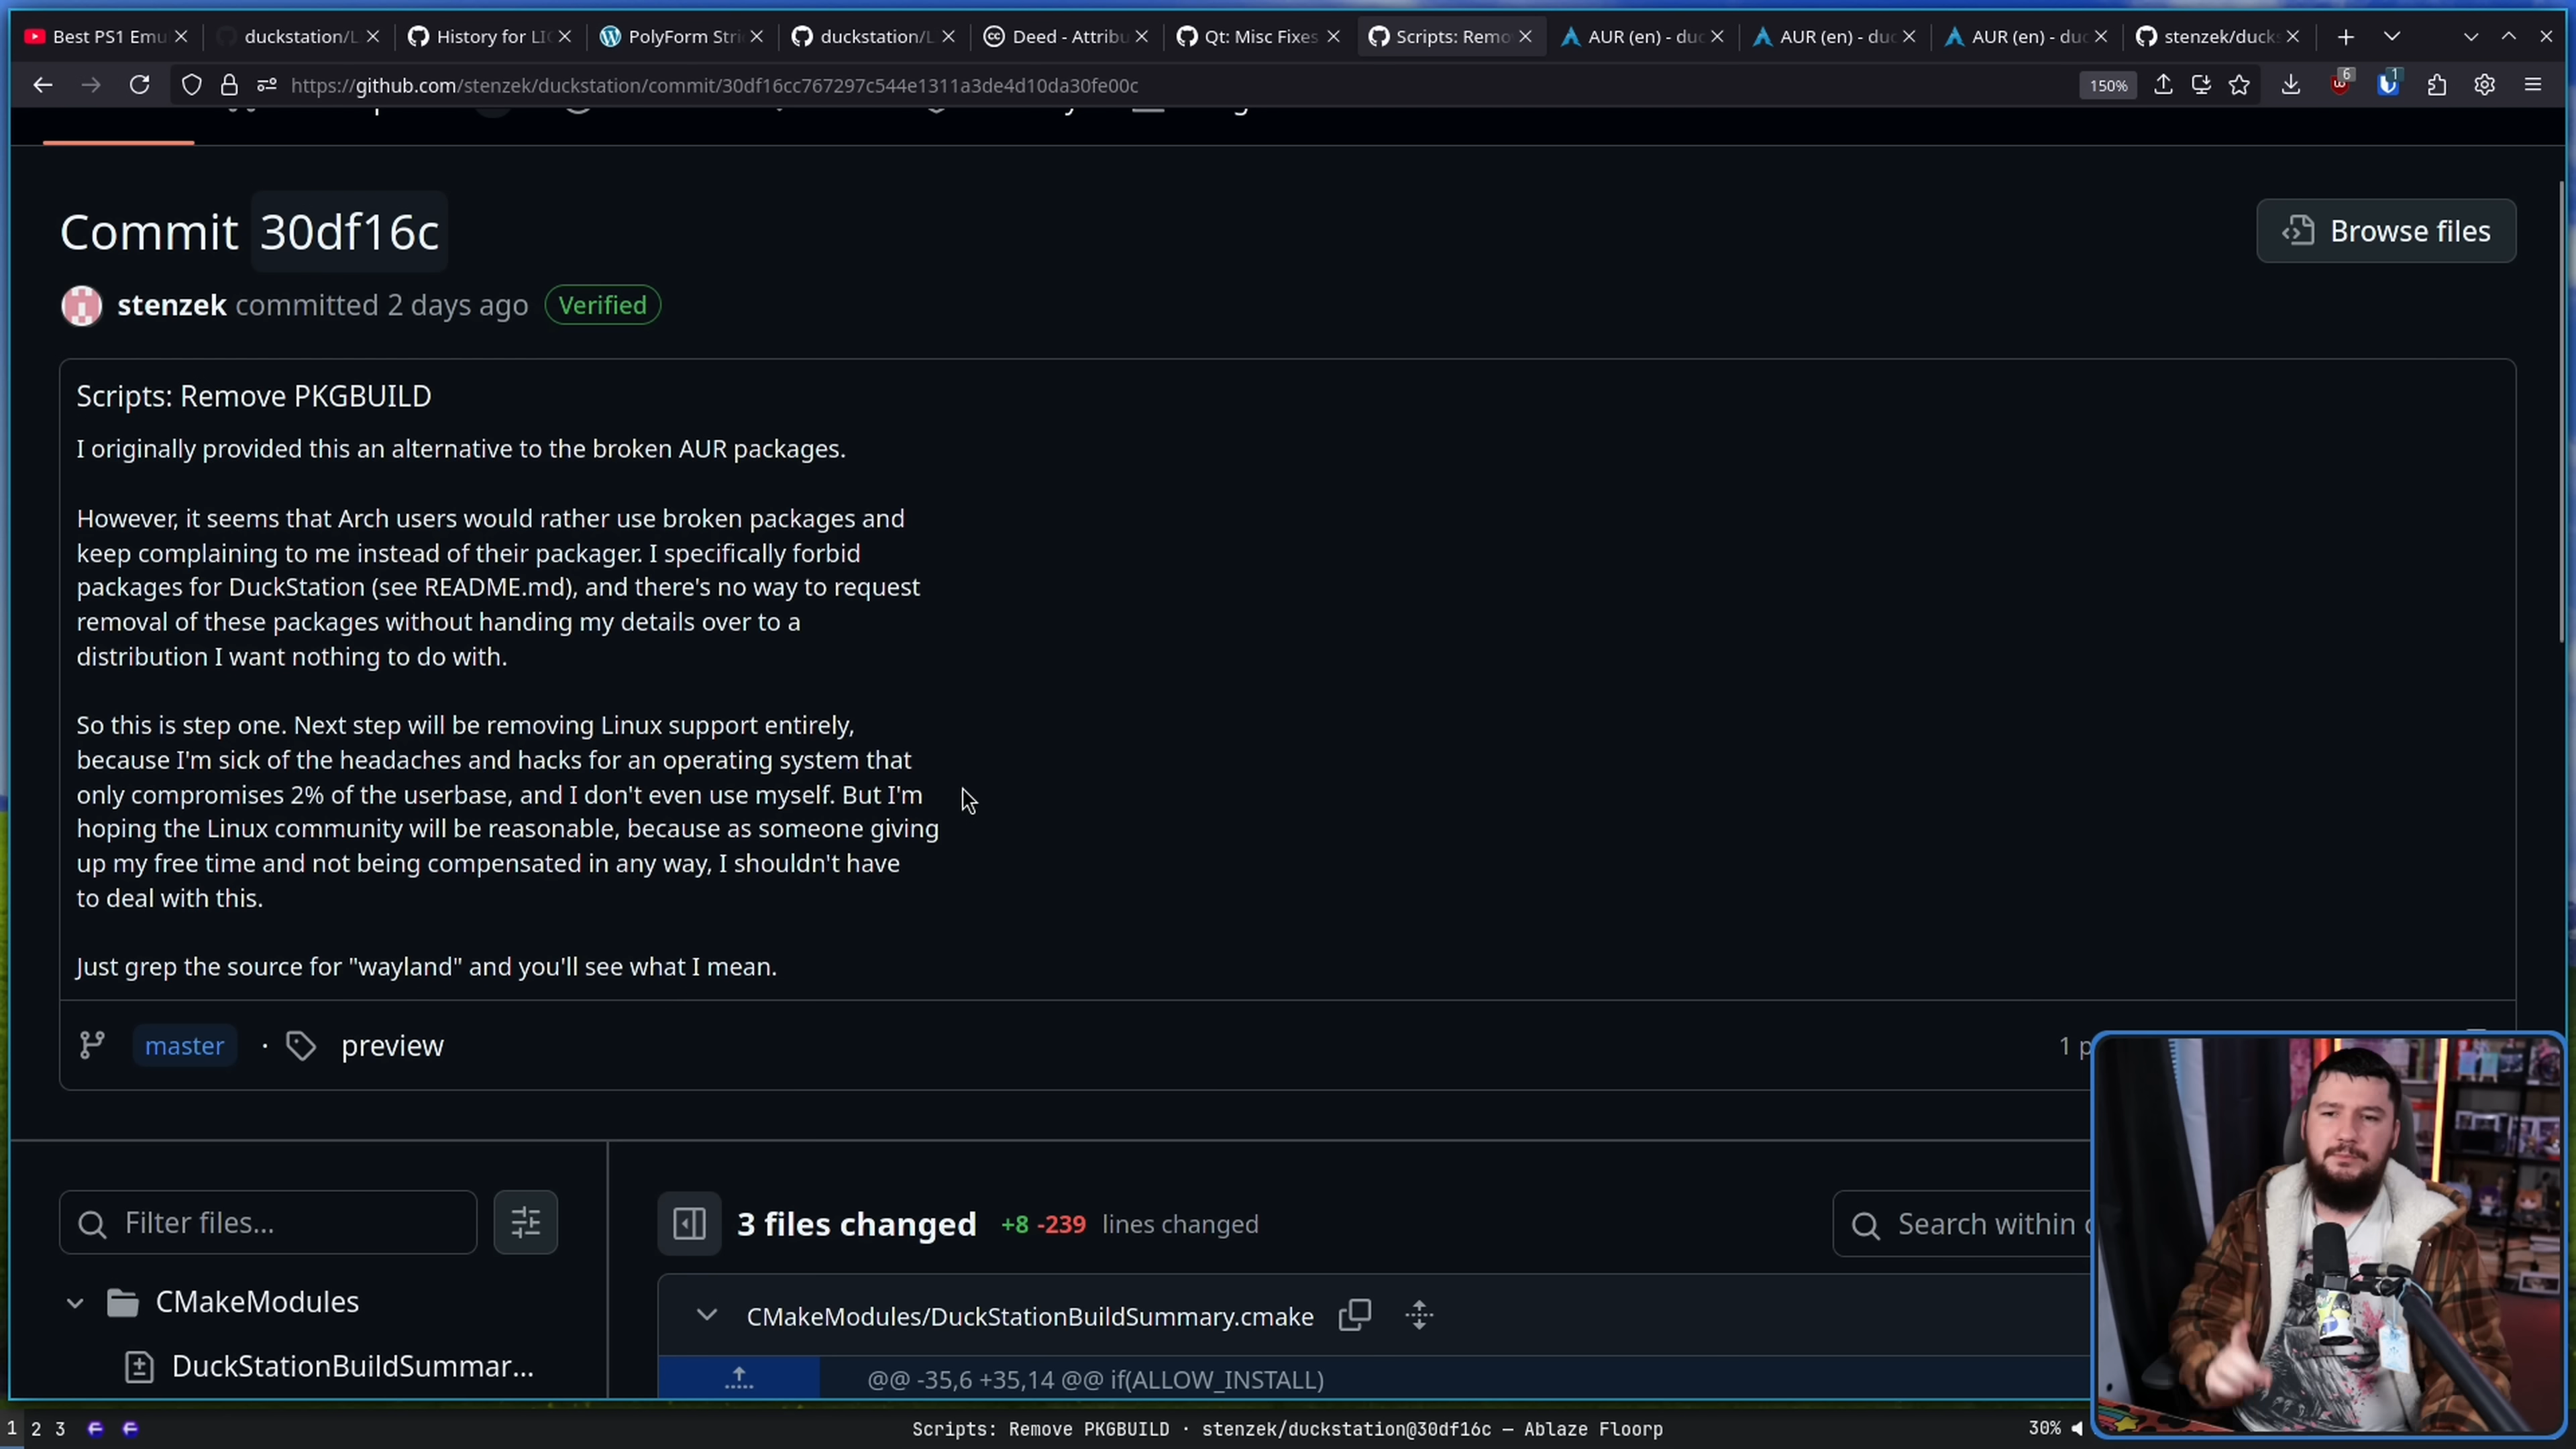 Best PS1 Emu
duckstation/L
History for LIC
PolyForm Stri
duckstation/L
Deed - Attribu
Qt: Misc Fixes
Scripts: Remo
AUR (en) - duc
AUR (en) - duc
AUR (en) - duc
stenzek/ducks
https://github.com/stenzek/duckstation/commit/30df16cc767297c544e1311a3de4d10da30fe00c
150%
6
1
Commit 30df16c
Browse files
stenzek committed 2 days ago Verified
Scripts: Remove PKGBUILD
I originally provided this an alternative to the broken AUR packages.
However, it seems that Arch users would rather use broken packages and
keep complaining to me instead of their packager. I specifically forbid
packages for DuckStation (see README.md), and there's no way to request
removal of these packages without handing my details over to a
distribution I want nothing to do with.
So this is step one. Next step will be removing Linux support entirely,
because I'm sick of the headaches and hacks for an operating system that
only compromises 2% of the userbase, and I don't even use myself. But I'm
hoping the Linux community will be reasonable, because as someone giving
up my free time and not being compensated in any way, I shouldn't have
to deal with this.
Just grep the source for "wayland" and you'll see what I mean.
master · preview
1 p
Filter files...
3 files changed +8 -239 lines changed
Search within c
CMakeModules
CMakeModules/DuckStationBuildSummary.cmake
DuckStationBuildSummar...
@@ -35,6 +35,14 @@ if(ALLOW_INSTALL)
1 2 3
Scripts: Remove PKGBUILD · stenzek/duckstation@30df16c — Ablaze Floorp
30%